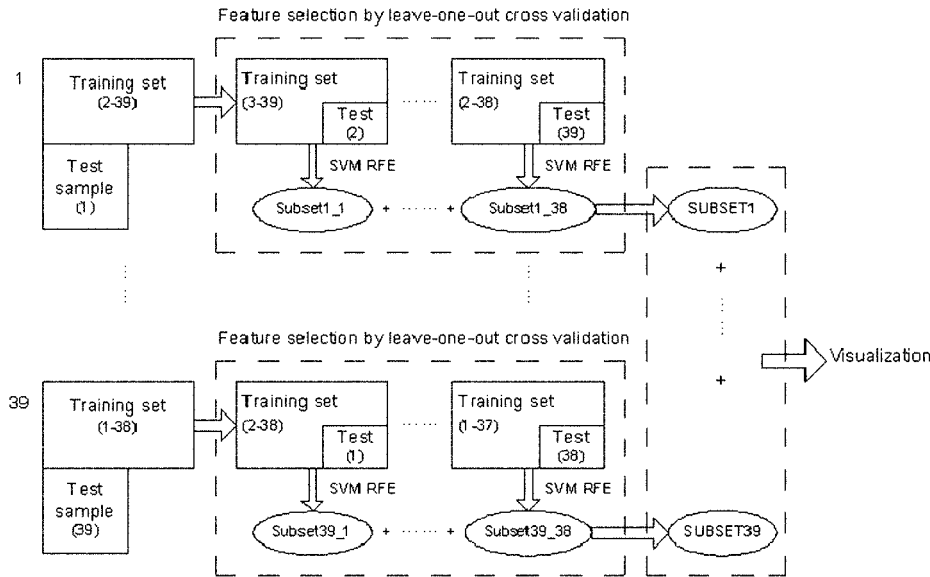 Feature selection by leave-one-out cross validation
1
Training set
(2-39)
Test
sample
(1)
Training set
(3-39)
Test
(2)
......
Training set
(2-38)
Test
(39)
SVM RFE
SVM RFE
Subset1_1
+ ...... +
Subset1_38
SUBSET1
+
......
+
Visualization
Feature selection by leave-one-out cross validation
39
Training set
(1-38)
Test
sample
(39)
Training set
(2-38)
Test
(1)
......
Training set
(1-37)
Test
(38)
SVM RFE
SVM RFE
Subset39_1
+ ...... +
Subset39_38
SUBSET39